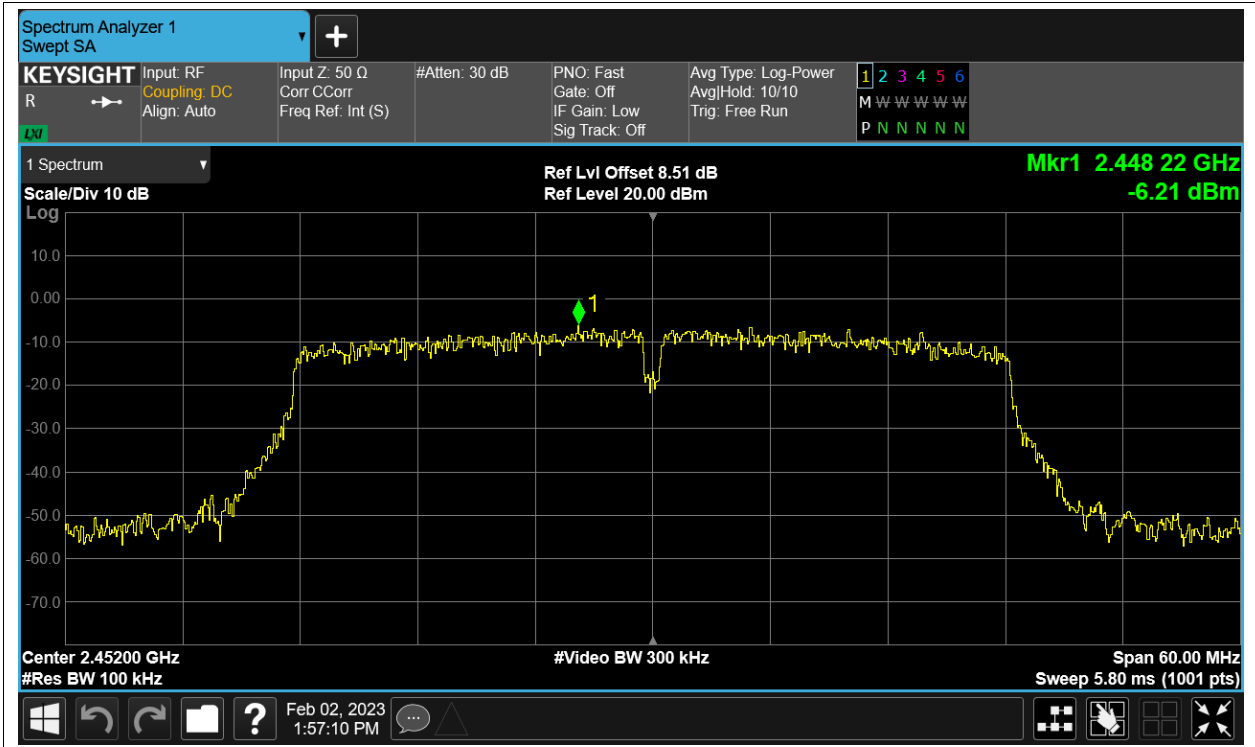 Spectrum Analyzer 1
Swept SA
+
KEYSIGHT
R
LXI
Input: RF
Coupling: DC
Align: Auto
Input Z: 50 Ω
Corr CCorr
Freq Ref: Int (S)
#Atten: 30 dB
PNO: Fast
Gate: Off
IF Gain: Low
Sig Track: Off
Avg Type: Log-Power
Avg|Hold: 10/10
Trig: Free Run
1 2 3 4 5 6
M W W W W W
P N N N N N
1 Spectrum
Scale/Div 10 dB
Log
Ref Lvl Offset 8.51 dB
Ref Level 20.00 dBm
Mkr1 2.448 22 GHz
-6.21 dBm
10.0
0.00
1
-10.0
-20.0
-30.0
-40.0
-50.0
-60.0
-70.0
Center 2.45200 GHz
#Video BW 300 kHz
Span 60.00 MHz
#Res BW 100 kHz
Sweep 5.80 ms (1001 pts)
?
Feb 02, 2023
1:57:10 PM